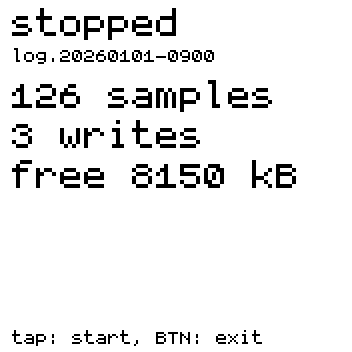 stopped
log.20260101-0900
126 samples
3 writes
free 8150 kB
tap: start, BTN: exit